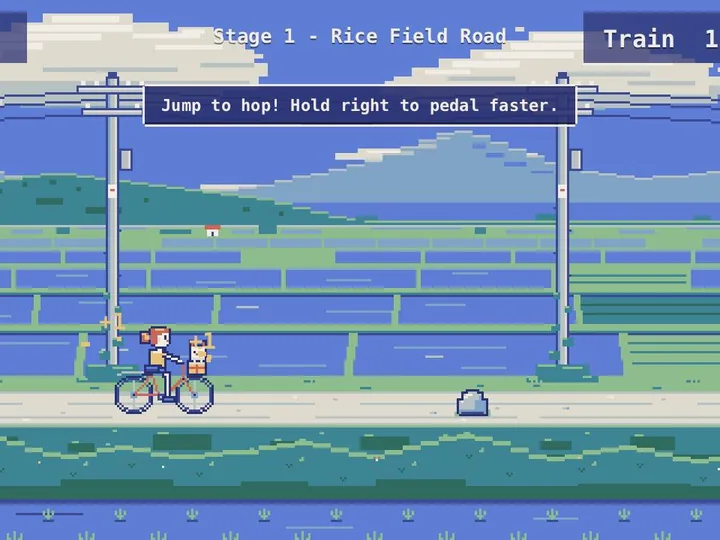 Stage 1 - Rice Field Road
Train 1
Jump to hop! Hold right to pedal faster.